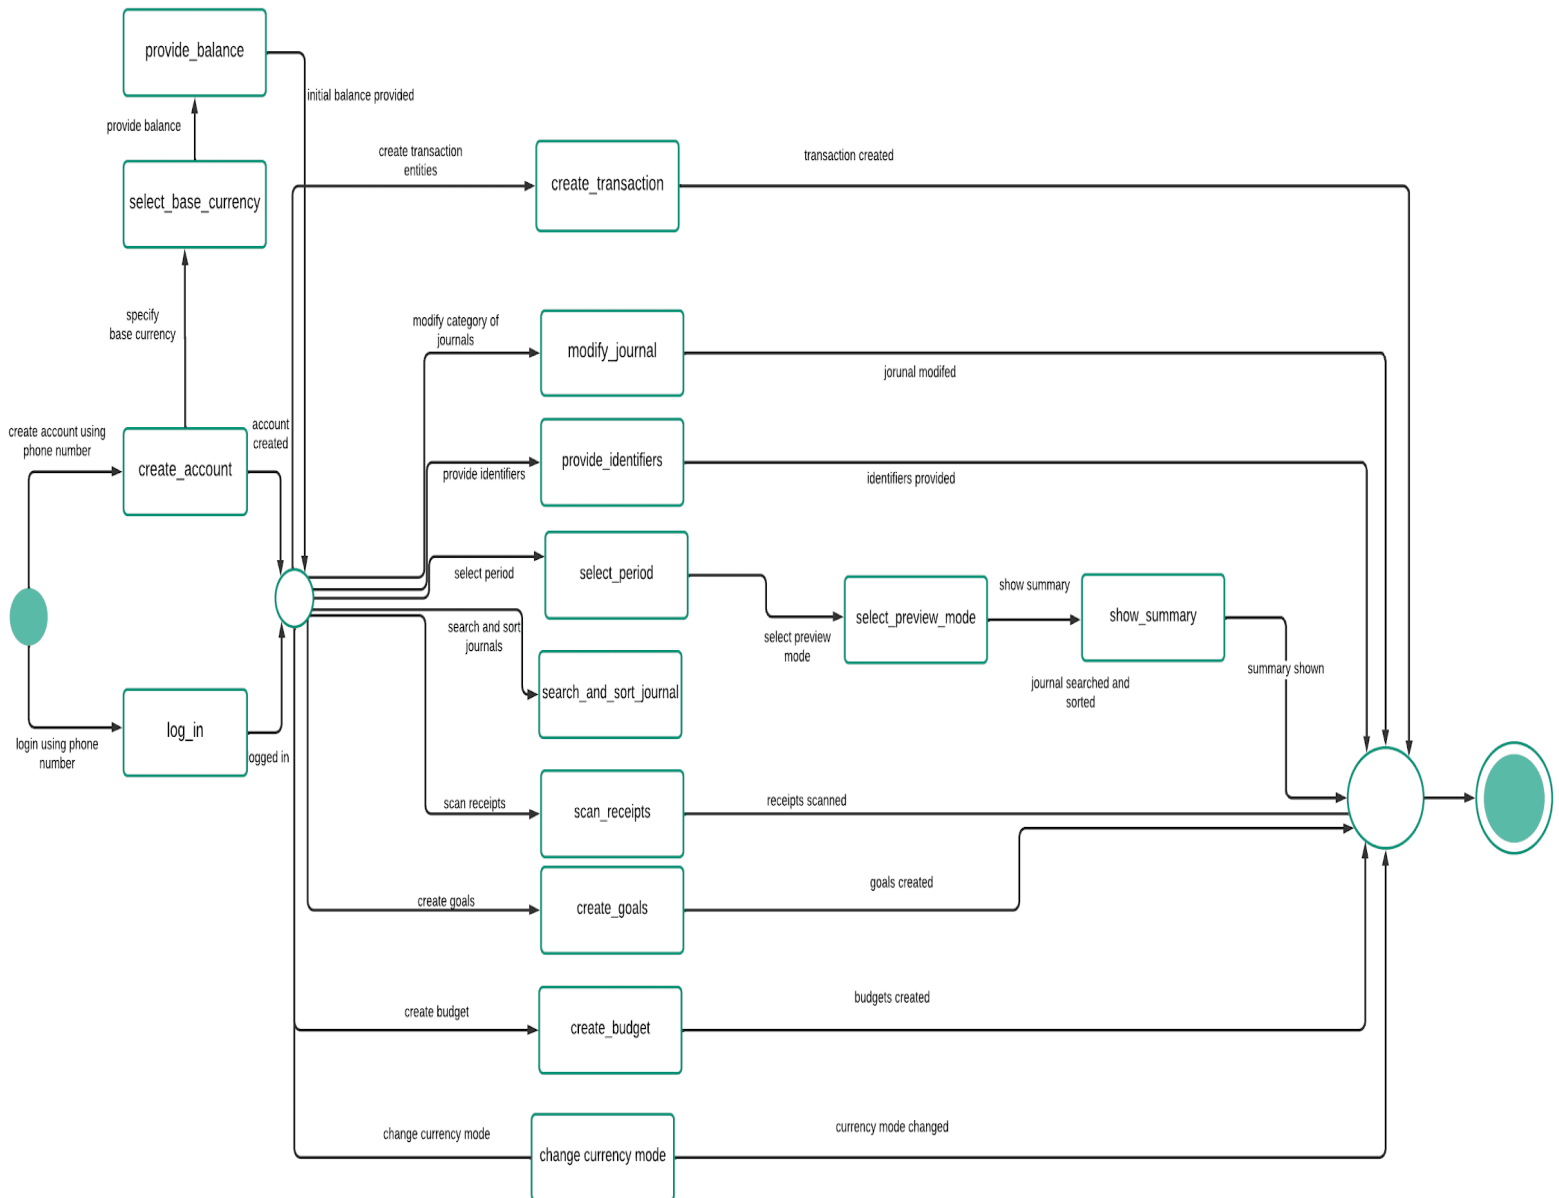 provide_balance
initial balance provided
provide balance
select_base_currency
create transaction
entities
create_transaction
transaction created
specify
base currency
modify category of
journals
modify_journal
jorunal modifed
create account using
phone number
create_account
account
created
provide identifiers
provide_identifiers
identifiers provided
select period
select_period
select preview
mode
select_preview_mode
show summary
show_summary
summary shown
search and sort
journals
search_and_sort_journal
journal searched and
sorted
login using phone
number
log_in
ogged in
scan receipts
scan_receipts
receipts scanned
create goals
create_goals
goals created
create budget
create_budget
budgets created
change currency mode
change currency mode
currency mode changed